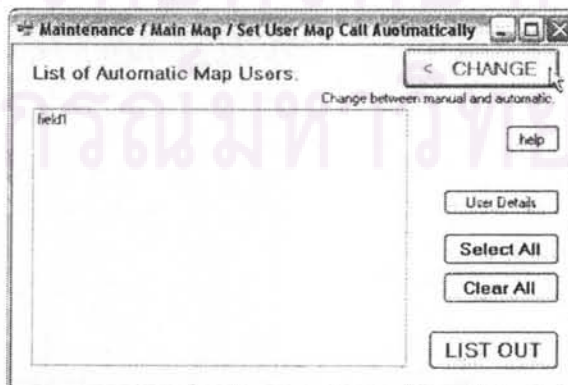 Maintenance / Main Map / Set User Map Call Auotmatically
List of Automatic Map Users.
< CHANGE
Change between manual and automatic.
field1
help
User Details
Select All
Clear All
LIST OUT